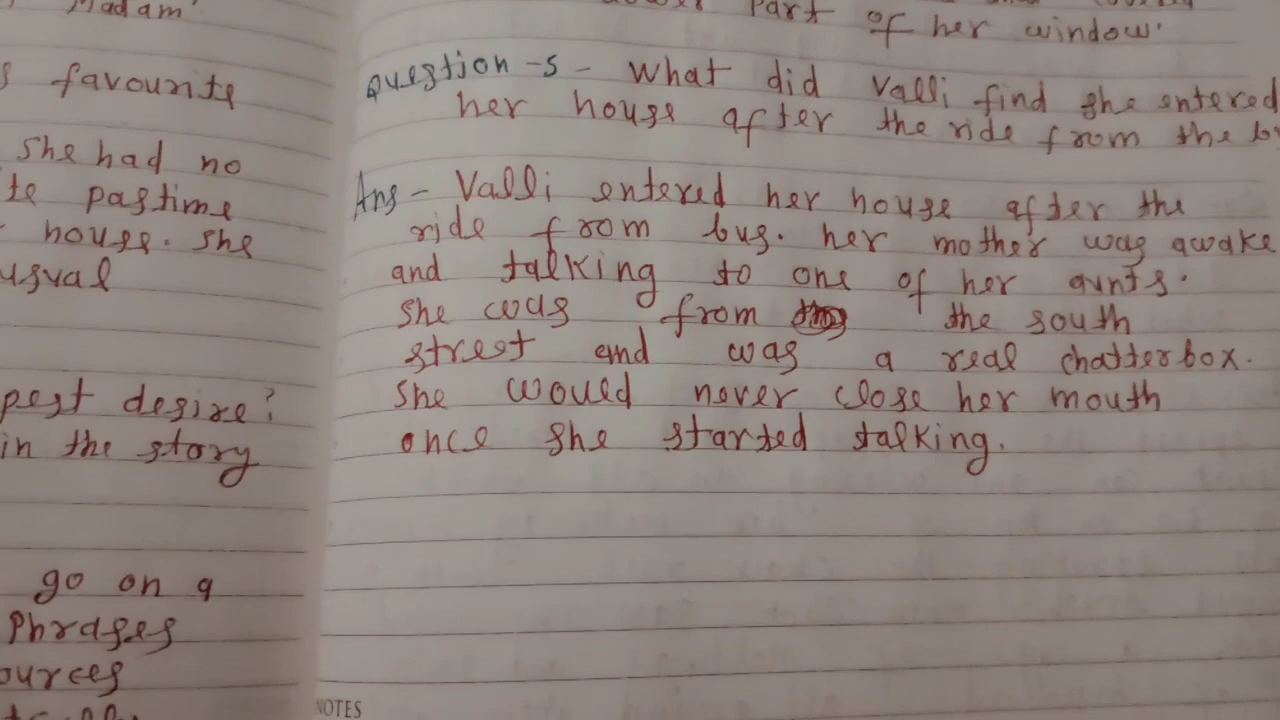 Madam
s favourite
She had no
te pastime
house. She
usual
pest desire?
in the story
go on a
Phrases
ources
Part
of her window.
Question -5 - What did Valli find she entered
her house after the ride from the b
Ans - Valli entered her house after the
ride from bus. her mother was awake
and talking to one of her aunts.
She was from the south
street and was a real chatterbox.
She would never close her mouth
once she started talking.
NOTES